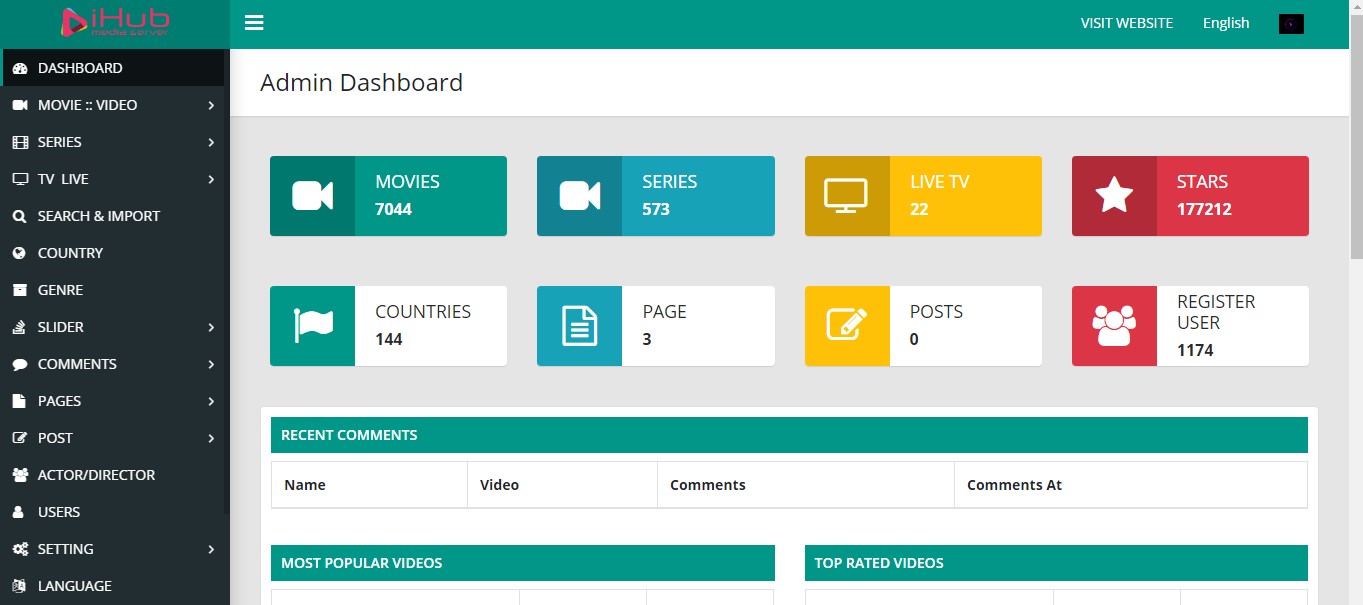 iHub
media server
VISIT WEBSITE
English
DASHBOARD
MOVIE :: VIDEO
SERIES
TV LIVE
SEARCH & IMPORT
COUNTRY
GENRE
SLIDER
COMMENTS
PAGES
POST
ACTOR/DIRECTOR
USERS
SETTING
LANGUAGE
Admin Dashboard
MOVIES
7044
SERIES
573
LIVE TV
22
STARS
177212
COUNTRIES
144
PAGE
3
POSTS
0
REGISTER
USER
1174
RECENT COMMENTS
Name Video Comments Comments At
MOST POPULAR VIDEOS
TOP RATED VIDEOS